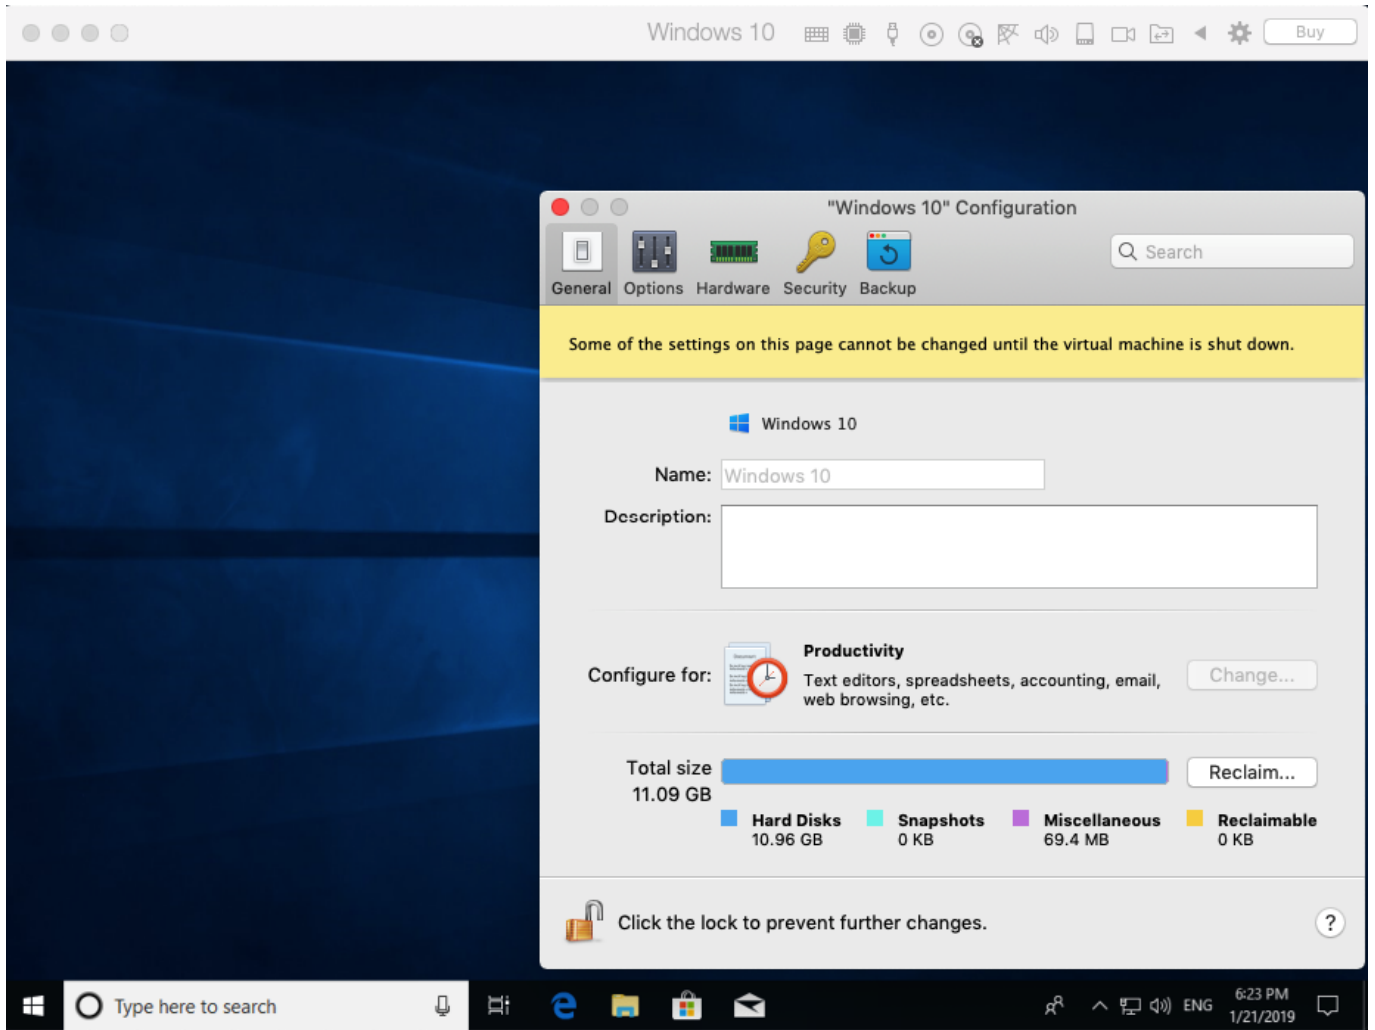 Windows 10
Buy
"Windows 10" Configuration
General Options Hardware Security Backup
Search
Some of the settings on this page cannot be changed until the virtual machine is shut down.
Windows 10
Name: Windows 10
Description:
Configure for:
Productivity
Text editors, spreadsheets, accounting, email,
web browsing, etc.
Change...
Total size
11.09 GB
Reclaim...
Hard Disks
10.96 GB
Snapshots
0 KB
Miscellaneous
69.4 MB
Reclaimable
0 KB
Click the lock to prevent further changes.
?
Type here to search
ENG
6:23 PM
1/21/2019